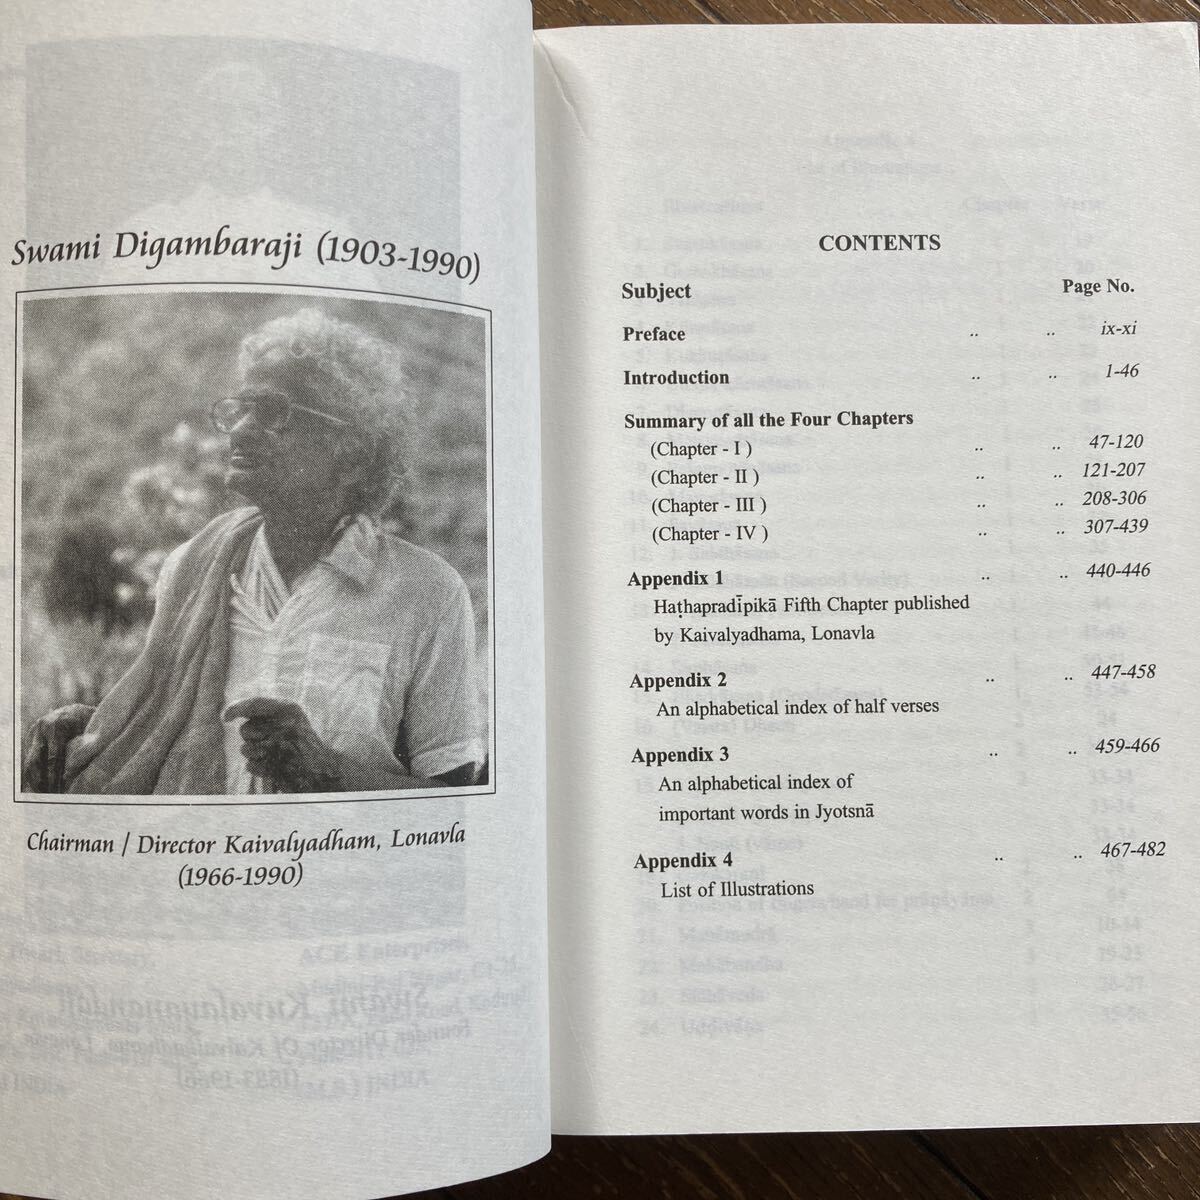 Swami Digambaraji (1903-1990)
Chairman / Director Kaivalyadham, Lonavla
(1966-1990)
CONTENTS
Subject Page No.
Preface .. .. ix-xi
Introduction .. .. 1-46
Summary of all the Four Chapters
(Chapter - I ) .. .. 47-120
(Chapter - II ) .. .. 121-207
(Chapter - III ) .. .. 208-306
(Chapter - IV ) .. .. 307-439
Appendix 1 .. .. 440-446
Haṭhapradīpikā Fifth Chapter published
by Kaivalyadhama, Lonavla
Appendix 2 .. .. 447-458
An alphabetical index of half verses
Appendix 3 .. .. 459-466
An alphabetical index of
important words in Jyotsnā
Appendix 4 .. .. 467-482
List of Illustrations